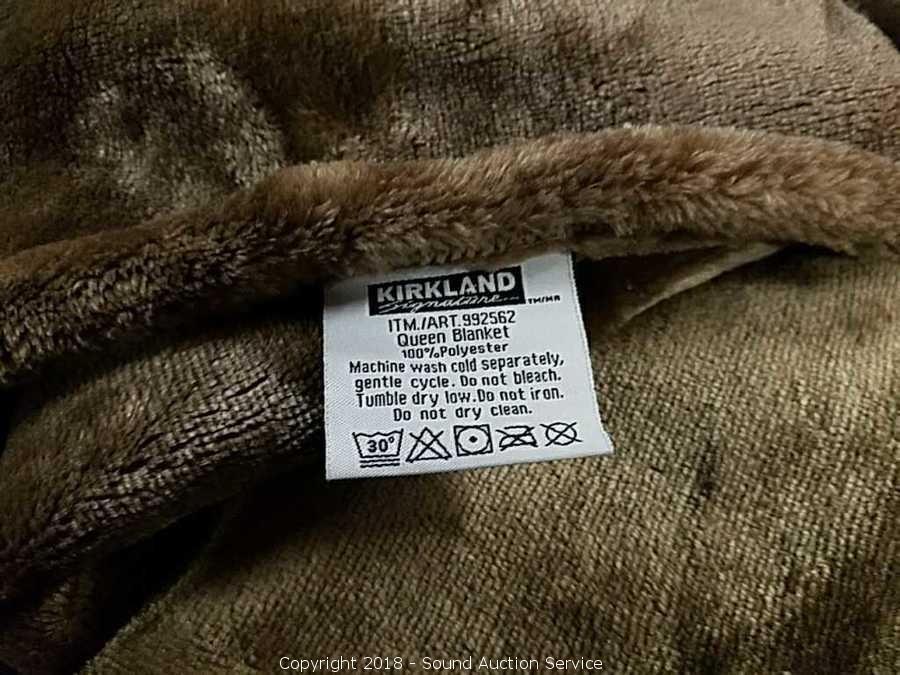 KIRKLAND
Signature
TM/MR
ITM./ART.992562
Queen Blanket
100%Polyester
Machine wash cold separately,
gentle cycle. Do not bleach.
Tumble dry low.Do not iron.
Do not dry clean.
30°
Copyright 2018 - Sound Auction Service